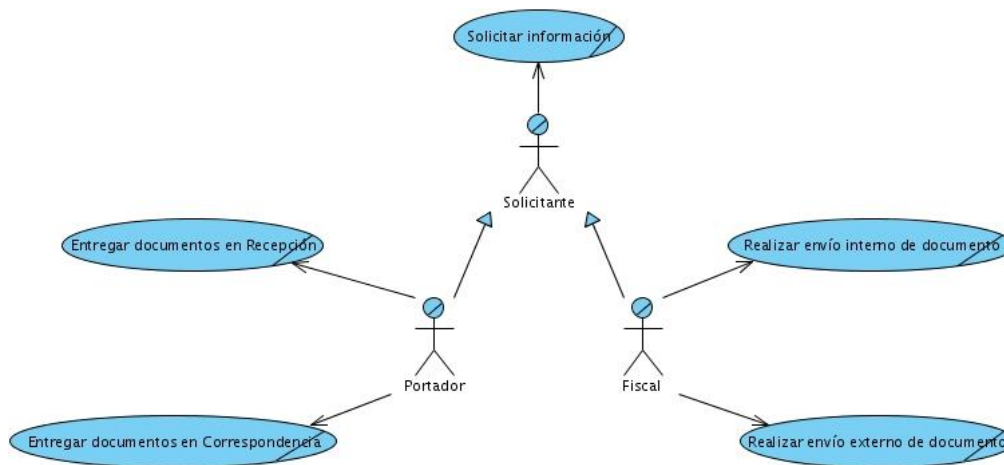 Solicitar información
Solicitante
Entregar documentos en Recepción
Realizar envío interno de documento
Portador
Fiscal
Entregar documentos en Correspondencia
Realizar envío externo de documento